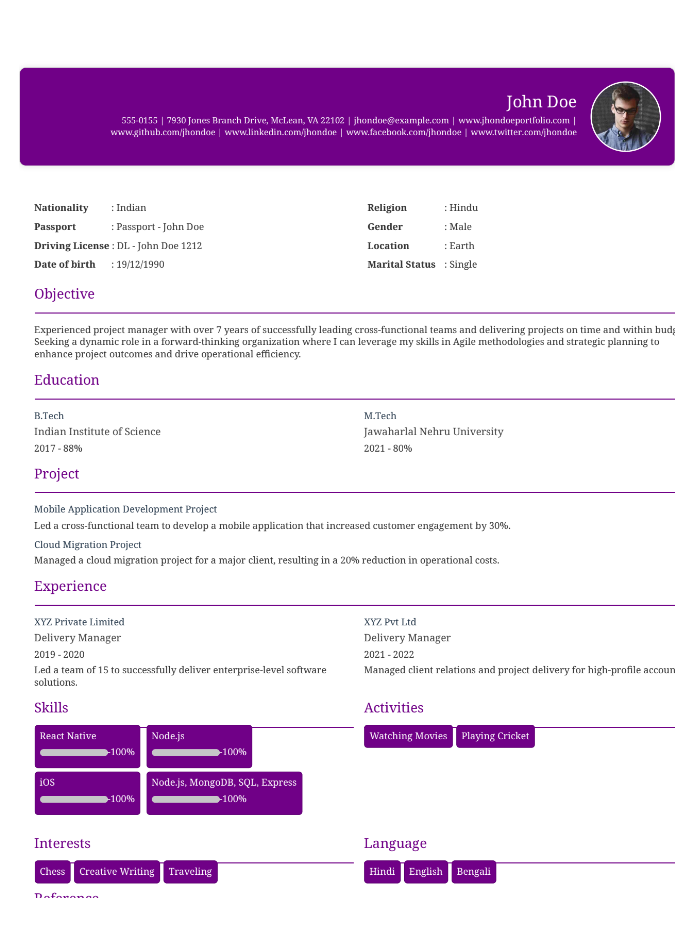 John Doe
555-0155 | 7930 Jones Branch Drive, McLean, VA 22102 | jhondoe@example.com | www.jhondoeportfolio.com |
www.github.com/jhondoe | www.linkedin.com/jhondoe | www.facebook.com/jhondoe | www.twitter.com/jhondoe
Nationality : Indian
Religion : Hindu
Passport : Passport - John Doe
Gender : Male
Driving License : DL - John Doe 1212
Location : Earth
Date of birth : 19/12/1990
Marital Status : Single
Objective
Experienced project manager with over 7 years of successfully leading cross-functional teams and delivering projects on time and within budg
Seeking a dynamic role in a forward-thinking organization where I can leverage my skills in Agile methodologies and strategic planning to
enhance project outcomes and drive operational efficiency.
Education
B.Tech
Indian Institute of Science
2017 - 88%
M.Tech
Jawaharlal Nehru University
2021 - 80%
Project
Mobile Application Development Project
Led a cross-functional team to develop a mobile application that increased customer engagement by 30%.
Cloud Migration Project
Managed a cloud migration project for a major client, resulting in a 20% reduction in operational costs.
Experience
XYZ Private Limited
Delivery Manager
2019 - 2020
Led a team of 15 to successfully deliver enterprise-level software
solutions.
XYZ Pvt Ltd
Delivery Manager
2021 - 2022
Managed client relations and project delivery for high-profile accoun
Skills
React Native
-100%
Node.js
-100%
iOS
-100%
Node.js, MongoDB, SQL, Express
-100%
Activities
Watching Movies
Playing Cricket
Interests
Chess
Creative Writing
Traveling
Language
Hindi
English
Bengali
Reference